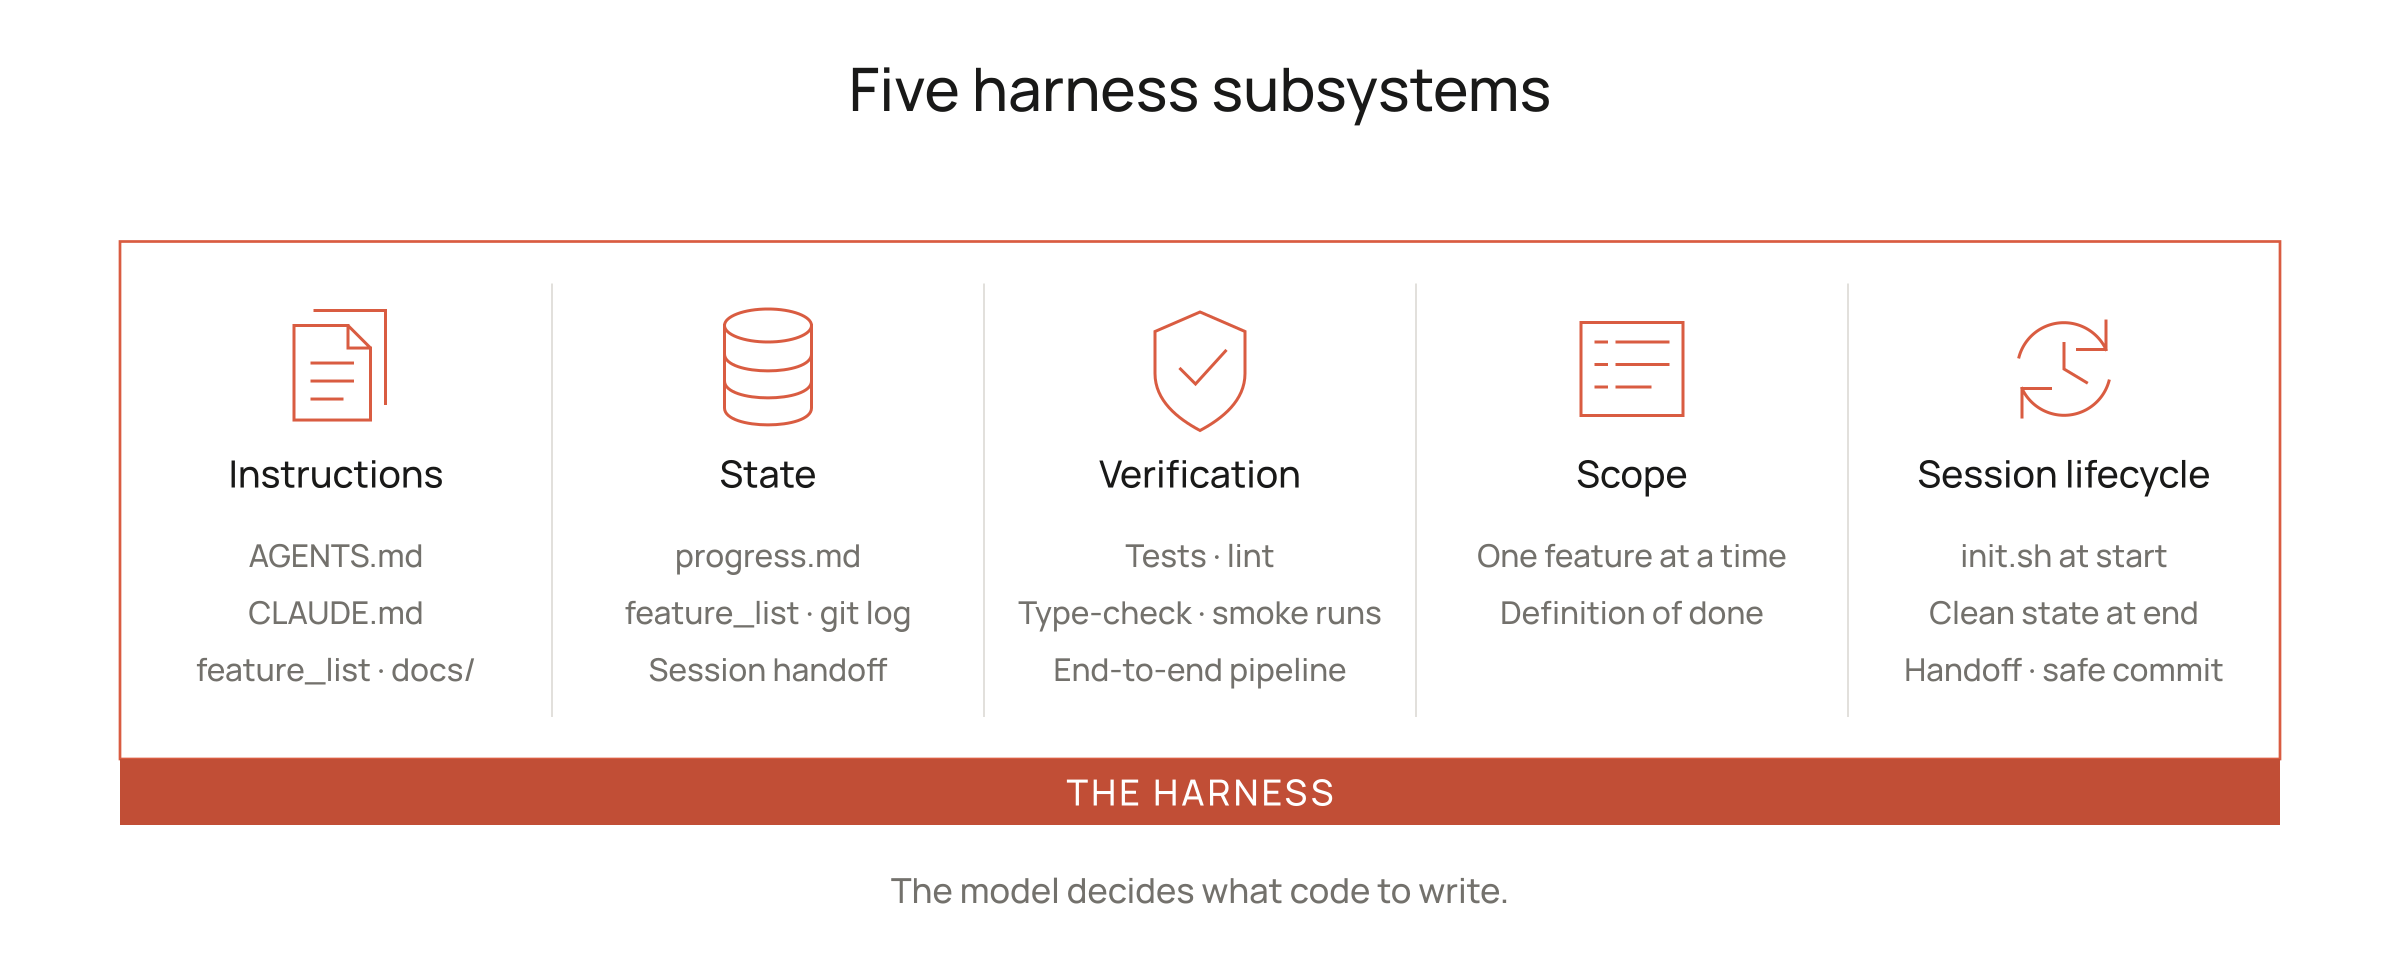 Five harness subsystems
Instructions
AGENTS.md
CLAUDE.md
feature_list · docs/
State
progress.md
feature_list · git log
Session handoff
Verification
Tests · lint
Type-check · smoke runs
End-to-end pipeline
Scope
One feature at a time
Definition of done
Session lifecycle
init.sh at start
Clean state at end
Handoff · safe commit
THE HARNESS
The model decides what code to write.